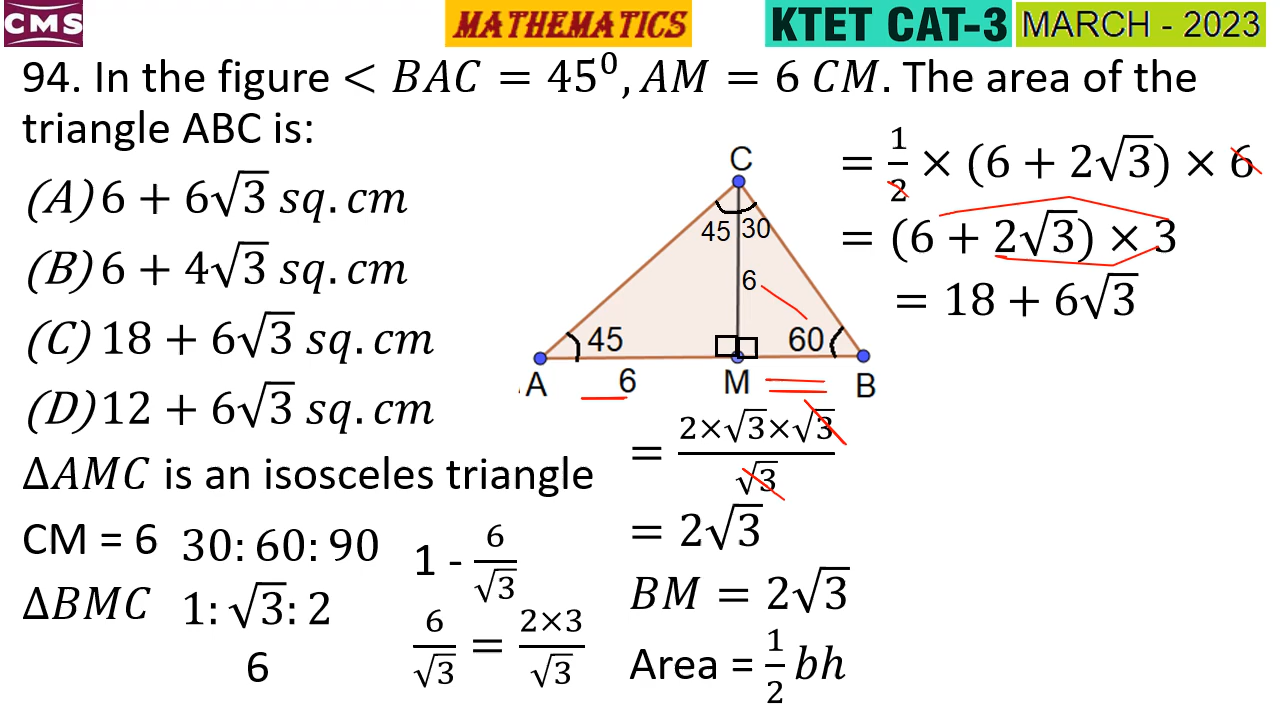 CMS
MATHEMATICS
KTET CAT-3
MARCH - 2023
94. In the figure < BAC = 45⁰, AM = 6 CM. The area of the
triangle ABC is:
(A) 6 + 6√3 sq. cm
(B) 6 + 4√3 sq. cm
(C) 18 + 6√3 sq. cm
(D) 12 + 6√3 sq. cm
ΔAMC is an isosceles triangle
CM = 6
30: 60: 90
ΔBMC
1: √3: 2
6
1 - 6/√3
6/√3 = 2×3/√3
C
45
30
6
45
60
A
6
M
B
= 2×√3×√3/√3
= 2√3
BM = 2√3
Area = 1/2 bh
= 1/2 × (6 + 2√3) × 6
= (6 + 2√3) × 3
= 18 + 6√3